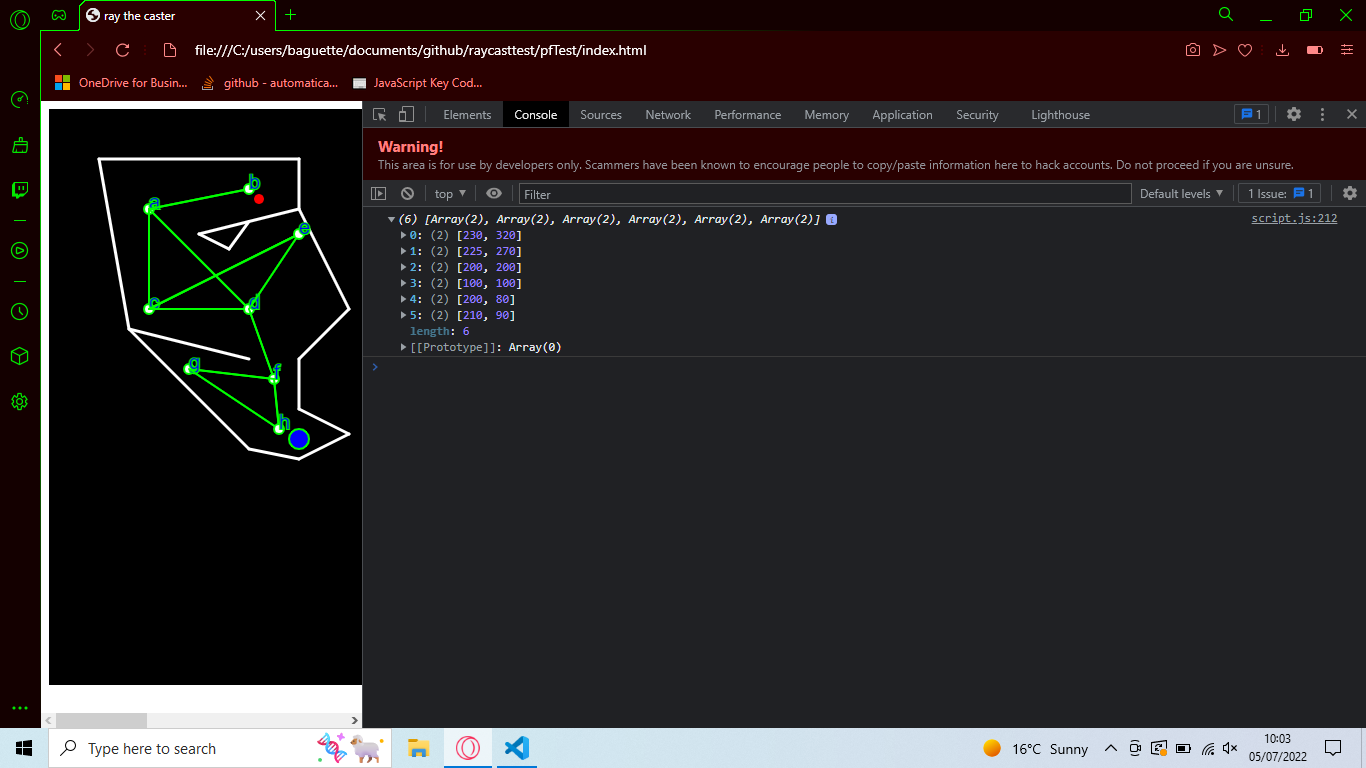 ray the caster
file:///C:/users/baguette/documents/github/raycasttest/pfTest/index.html
OneDrive for Busin... github - automatica... JavaScript Key Cod...
Elements Console Sources Network Performance Memory Application Security Lighthouse 1
Warning!
This area is for use by developers only. Scammers have been known to encourage people to copy/paste information here to hack accounts. Do not proceed if you are unsure.
top Filter Default levels 1 Issue: 1
(6) [Array(2), Array(2), Array(2), Array(2), Array(2), Array(2)] script.js:212
0: (2) [230, 320]
1: (2) [225, 270]
2: (2) [200, 200]
3: (2) [100, 100]
4: (2) [200, 80]
5: (2) [210, 90]
length: 6
[[Prototype]]: Array(0)
b
a
e
d
g
f
h
Type here to search
16°C Sunny
10:03
05/07/2022